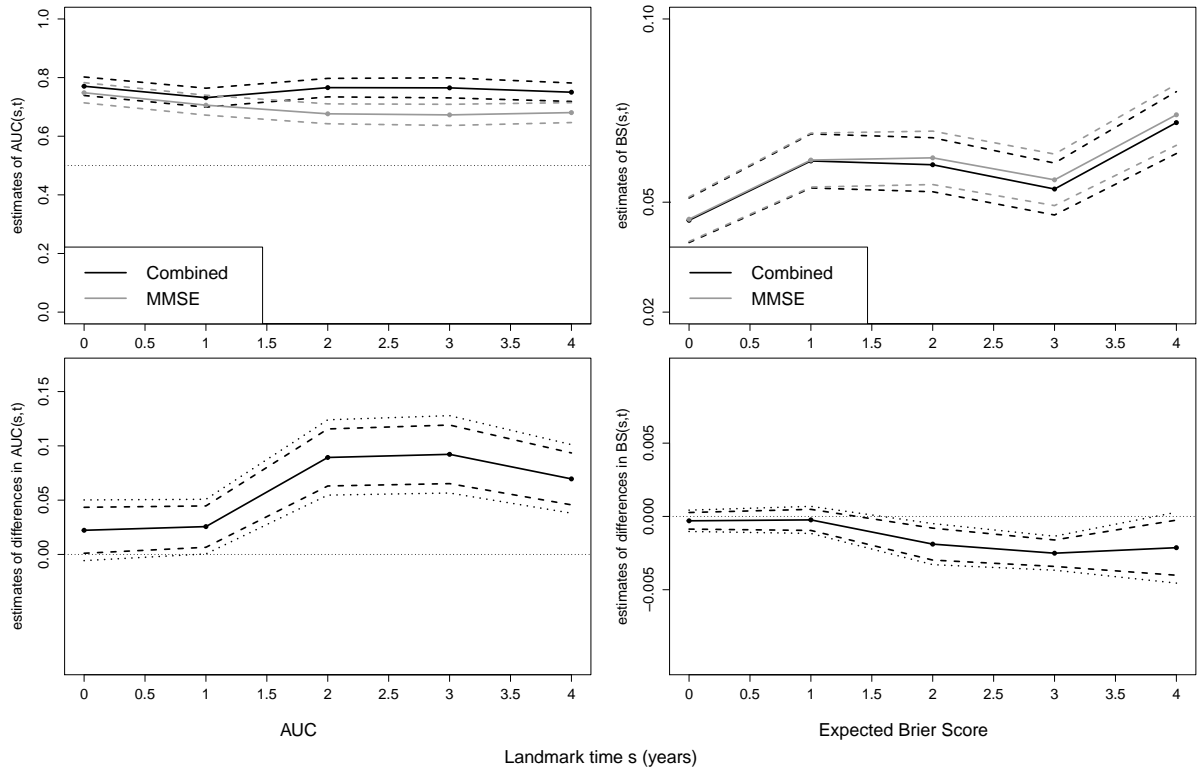 estimates of AUC(s,t)
1.0
0.8
0.6
0.4
0.2
0.0
Combined
MMSE
0 0.5 1 1.5 2 2.5 3 3.5 4
estimates of BS(s,t)
0.10
0.05
0.02
Combined
MMSE
0 0.5 1 1.5 2 2.5 3 3.5 4
estimates of differences in AUC(s,t)
0.15
0.1
0.05
0.00
0 0.5 1 1.5 2 2.5 3 3.5 4
AUC
estimates of differences in BS(s,t)
0.005
0.000
−0.005
0 0.5 1 1.5 2 2.5 3 3.5 4
Expected Brier Score
Landmark time s (years)